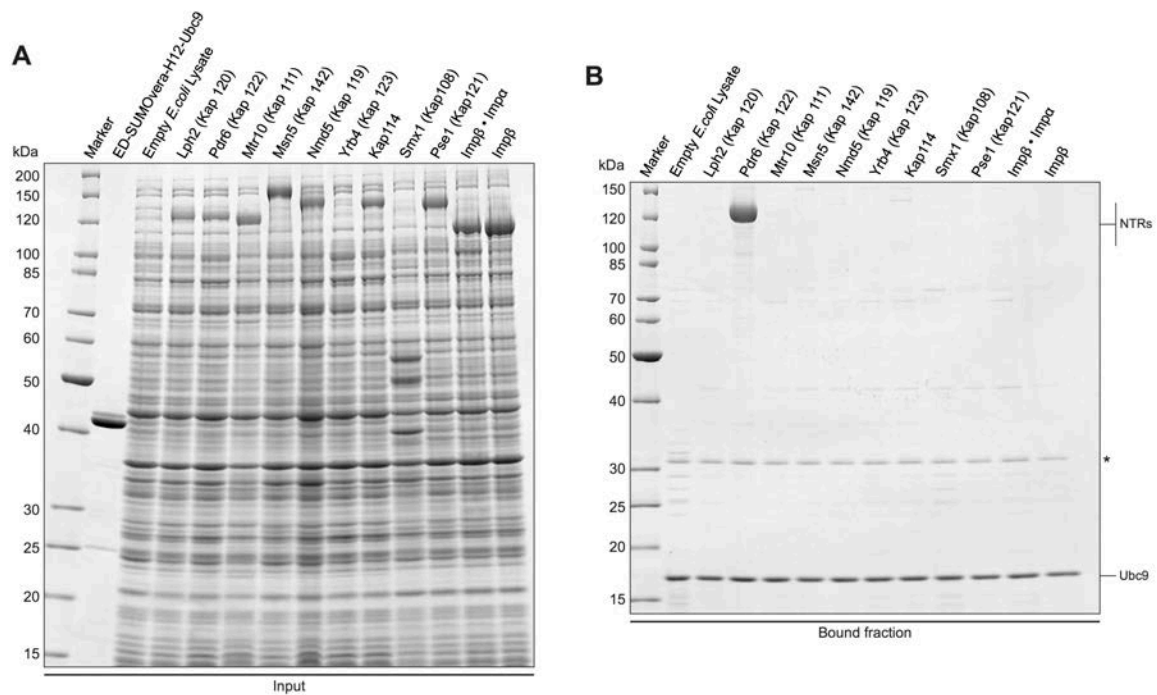 A
Marker
ED-SUMOvera-H12-Ubc9
Empty E.coli Lysate
Lph2 (Kap 120)
Pdr6 (Kap 122)
Mtr10 (Kap 111)
Msn5 (Kap 142)
Nmd5 (Kap 119)
Yrb4 (Kap 123)
Kap114
Smx1 (Kap108)
Pse1 (Kap121)
Impβ • Impα
Impβ
kDa
200
150
120
100
85
70
60
50
40
30
25
20
15
Input
B
Marker
Empty E.coli Lysate
Lph2 (Kap 120)
Pdr6 (Kap 122)
Mtr10 (Kap 111)
Msn5 (Kap 142)
Nmd5 (Kap 119)
Yrb4 (Kap 123)
Kap114
Smx1 (Kap108)
Pse1 (Kap121)
Impβ • Impα
Impβ
kDa
150
120
100
85
70
60
50
40
30
25
20
15
NTRs
*
Ubc9
Bound fraction